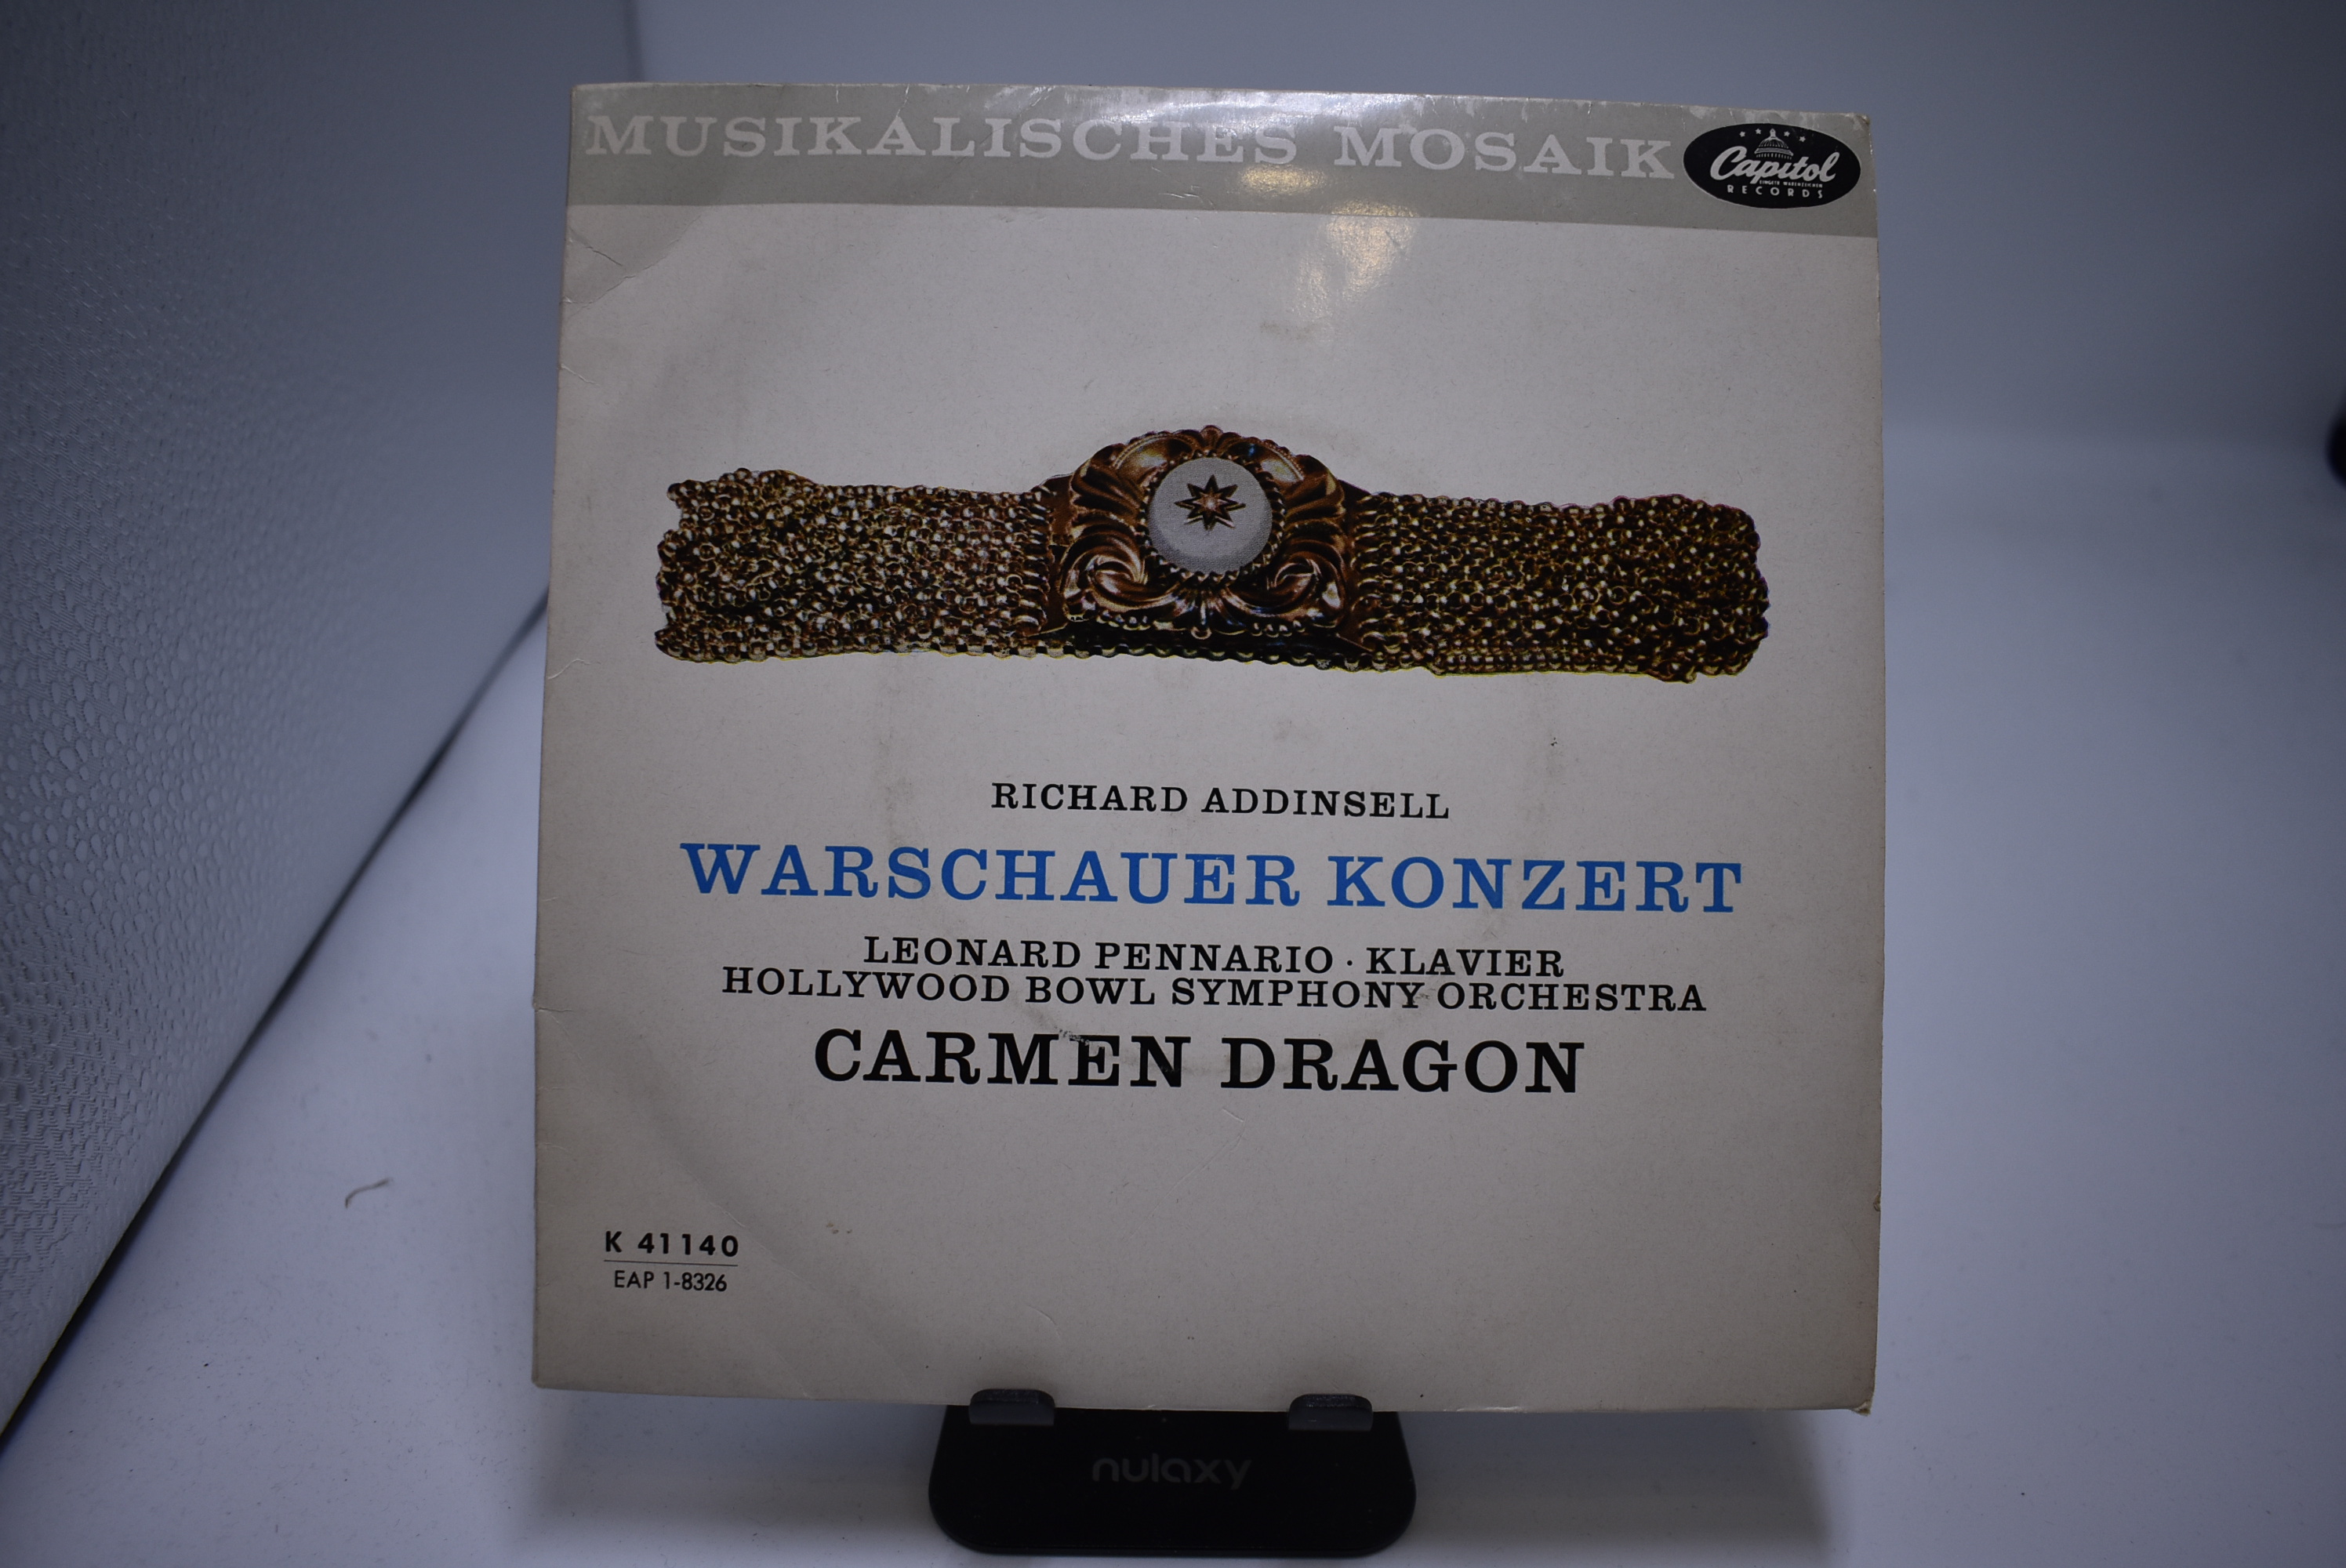 MUSIKALISCHES MOSAIK
Capitol
RECORDS
RICHARD ADDINSELL
WARSCHAUER KONZERT
LEONARD PENNARIO · KLAVIER
HOLLYWOOD BOWL SYMPHONY ORCHESTRA
CARMEN DRAGON
K 41140
EAP 1-8326
nulaxy